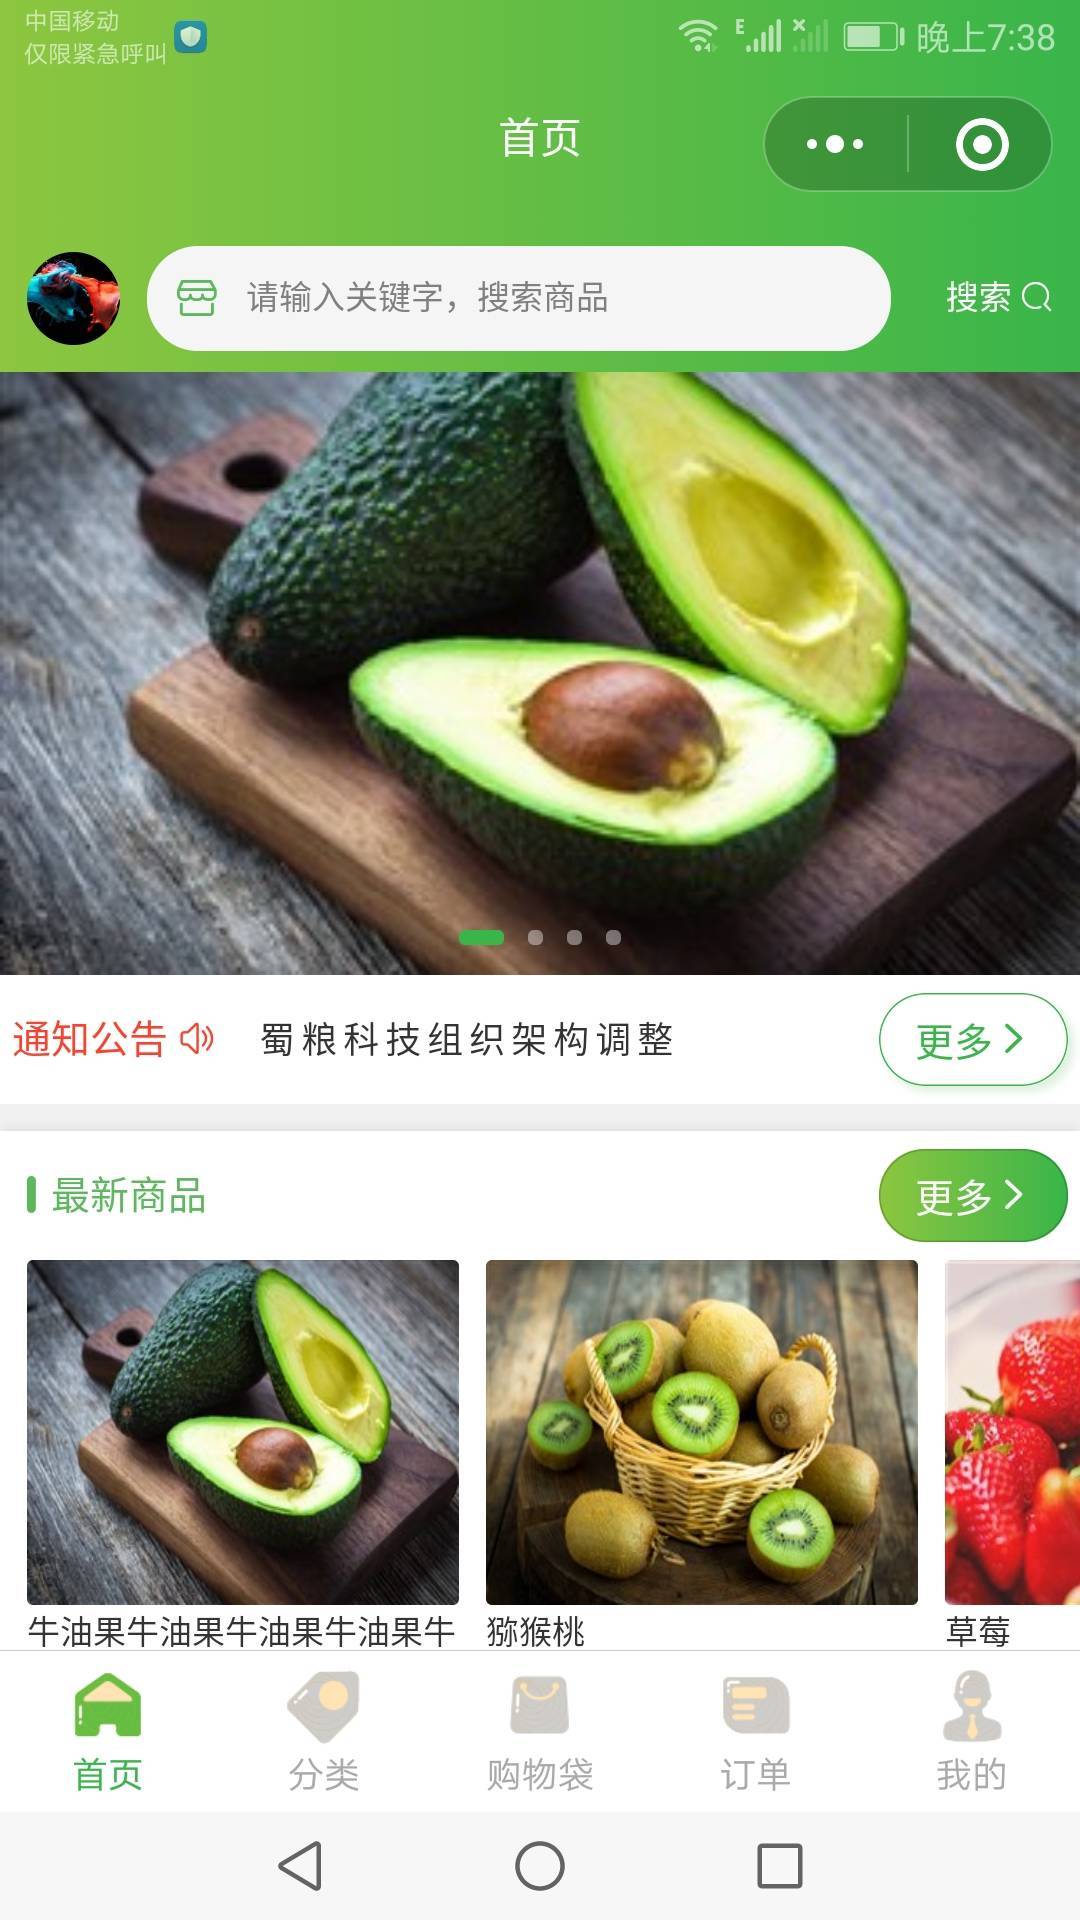 中国移动
仅限紧急呼叫
E
晚上7:38
首页
请输入关键字，搜索商品
搜索
通知公告
蜀粮科技组织架构调整
更多
最新商品
更多
牛油果牛油果牛油果牛油果牛
猕猴桃
草莓
首页
分类
购物袋
订单
我的